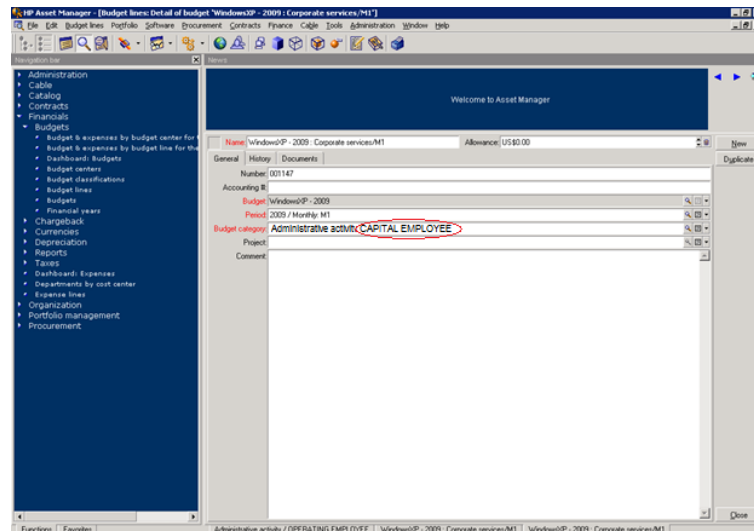 HP Asset Manager - [Budget lines: Detail of budget 'WindowsXP - 2009 : Corporate services/M1']
File Edit Budget lines Portfolio Software Procurement Contracts Finance Cable Tools Administration Window Help
Navigation bar
News
Administration
Cable
Catalog
Contracts
Financials
Budgets
Budget & expenses by budget center for
Budget & expenses by budget line for the
Dashboard: Budgets
Budget centers
Budget classifications
Budget lines
Budgets
Financial years
Chargeback
Currencies
Depreciation
Reports
Taxes
Dashboard: Expenses
Departments by cost center
Expense lines
Organization
Portfolio management
Procurement
Welcome to Asset Manager
Name: WindowsXP - 2009 : Corporate services/M1 Allowance: US$0.00
New
Duplicate
General History Documents
Number: 001147
Accounting #:
Budget: WindowsXP - 2009
Period: 2009 / Monthly: M1
Budget category: Administrative activity CAPITAL EMPLOYEE
Project:
Comment:
Close
Functions Favorites
Administrative activity / OPERATING EMPLOYEE WindowsXP - 2009 : Corporate services/M1 WindowsXP - 2009 : Corporate services/M1